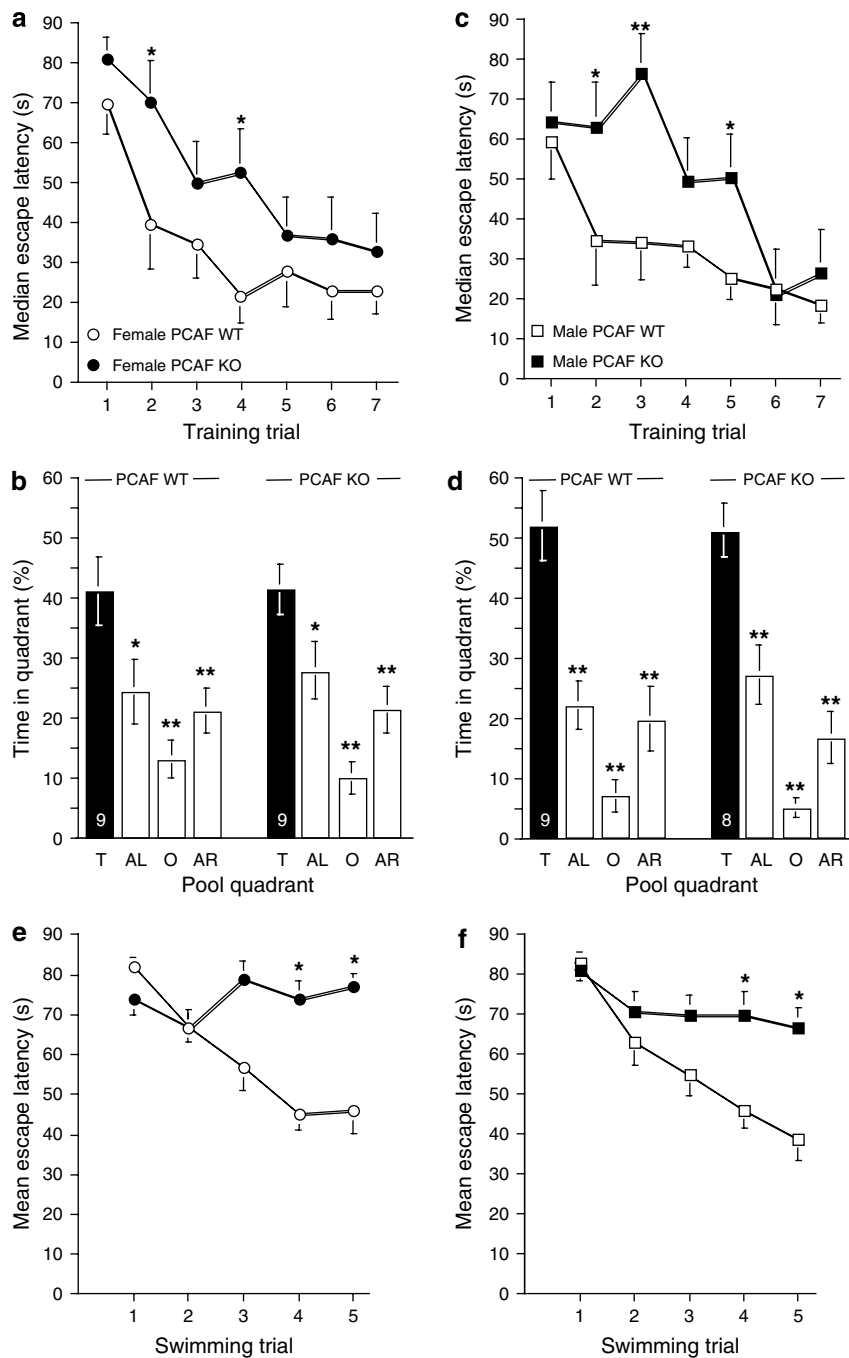 a
90
80
70
60
50
40
30
20
10
0
Median escape latency (s)
*
*
Female PCAF WT
Female PCAF KO
1 2 3 4 5 6 7
Training trial
c
90
80
70
60
50
40
30
20
10
0
Median escape latency (s)
*
**
*
Male PCAF WT
Male PCAF KO
1 2 3 4 5 6 7
Training trial
b
60
50
40
30
20
10
0
Time in quadrant (%)
PCAF WT PCAF KO
* ** ** * ** **
9 9
T AL O AR T AL O AR
Pool quadrant
d
60
50
40
30
20
10
0
Time in quadrant (%)
PCAF WT PCAF KO
** ** ** ** ** **
9 8
T AL O AR T AL O AR
Pool quadrant
e
90
80
70
60
50
40
30
20
10
0
Mean escape latency (s)
* *
1 2 3 4 5
Swimming trial
f
90
80
70
60
50
40
30
20
10
0
Mean escape latency (s)
* *
1 2 3 4 5
Swimming trial